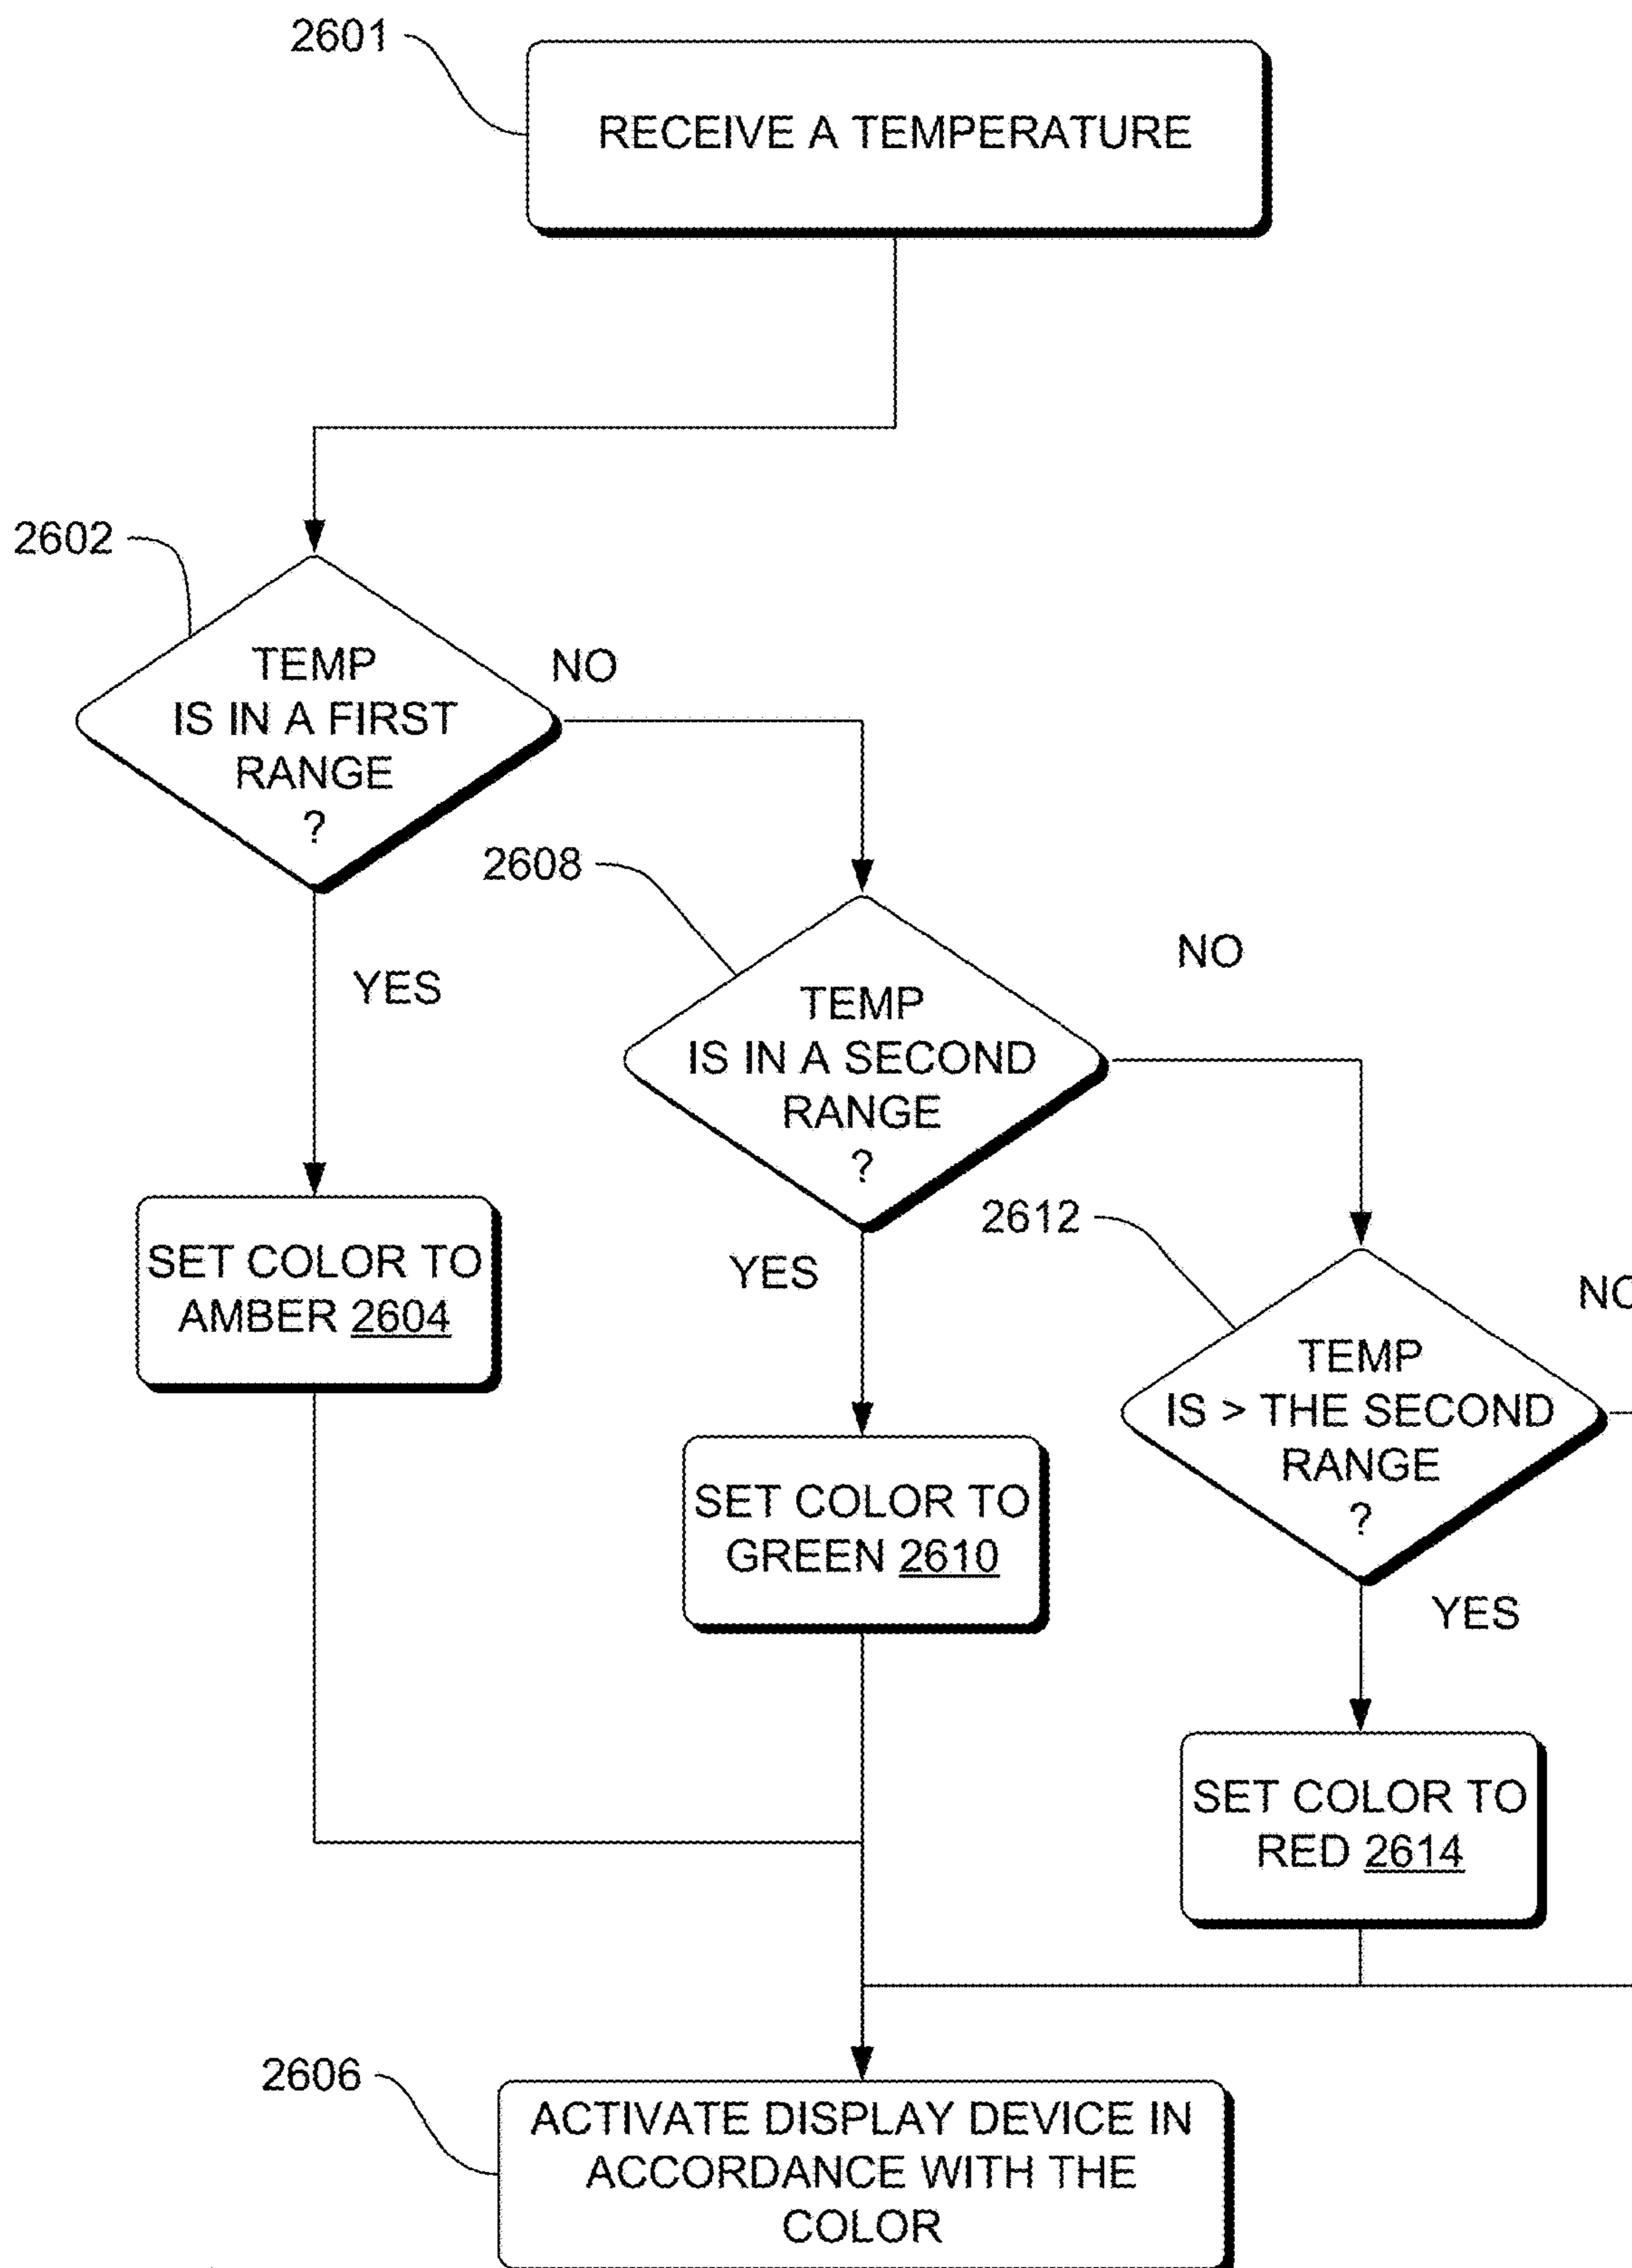 2601
RECEIVE A TEMPERATURE
2602
TEMP
IS IN A FIRST
RANGE
?
NO
YES
2608
TEMP
IS IN A SECOND
RANGE
?
NO
YES
SET COLOR TO
AMBER 2604
2612
TEMP
IS > THE SECOND
RANGE
?
NO
YES
SET COLOR TO
GREEN 2610
SET COLOR TO
RED 2614
2606
ACTIVATE DISPLAY DEVICE IN
ACCORDANCE WITH THE
COLOR